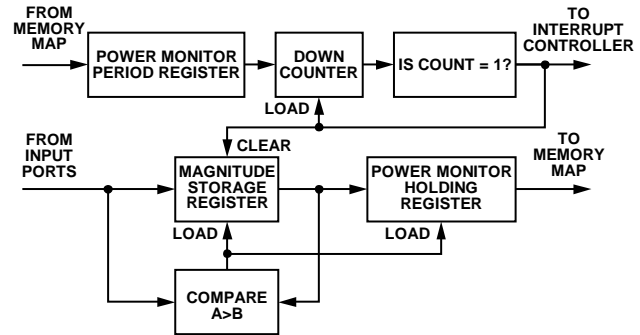 FROM
MEMORY
MAP
POWER MONITOR
PERIOD REGISTER
DOWN
COUNTER
IS COUNT = 1?
TO
INTERRUPT
CONTROLLER
LOAD
CLEAR
FROM
INPUT
PORTS
MAGNITUDE
STORAGE
REGISTER
POWER MONITOR
HOLDING
REGISTER
TO
MEMORY
MAP
LOAD
LOAD
COMPARE
A>B